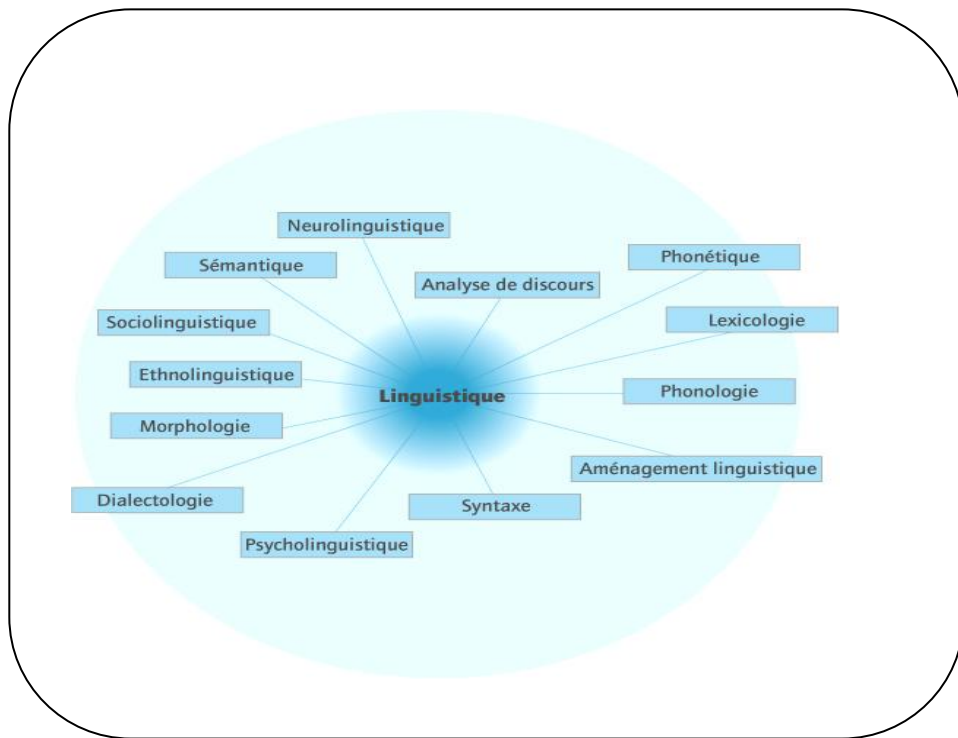 Neurolinguistique
Phonétique
Sémantique
Analyse de discours
Sociolinguistique
Lexicologie
Ethnolinguistique
Phonologie
Linguistique
Morphologie
Aménagement linguistique
Dialectologie
Syntaxe
Psycholinguistique